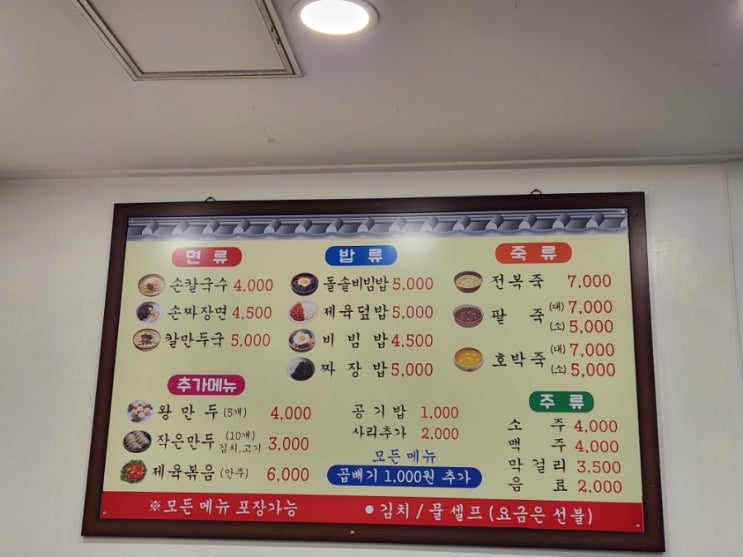 면 류
손칼국수 4,000
손짜장면 4,500
칼만두국 5,000
밥 류
돌솥비빔밥 5,000
제육덮밥 5,000
비 빔 밥 4,500
짜 장 밥 5,000
죽 류
전복죽 7,000
팥 죽 (대) 7,000
(소) 5,000
호박죽 (대) 7,000
(소) 5,000
추가메뉴
왕 만 두 (5개) 4,000
작은만두 (10개) 김치,고기 3,000
제육볶음 (안주) 6,000
공 기 밥 1,000
사리추가 2,000
모든 메뉴
곱배기 1,000원 추가
주 류
소 주 4,000
맥 주 4,000
막 걸 리 3,500
음 료 2,000
※모든 메뉴 포장가능
● 김치 / 물 셀프 (요금은 선불)